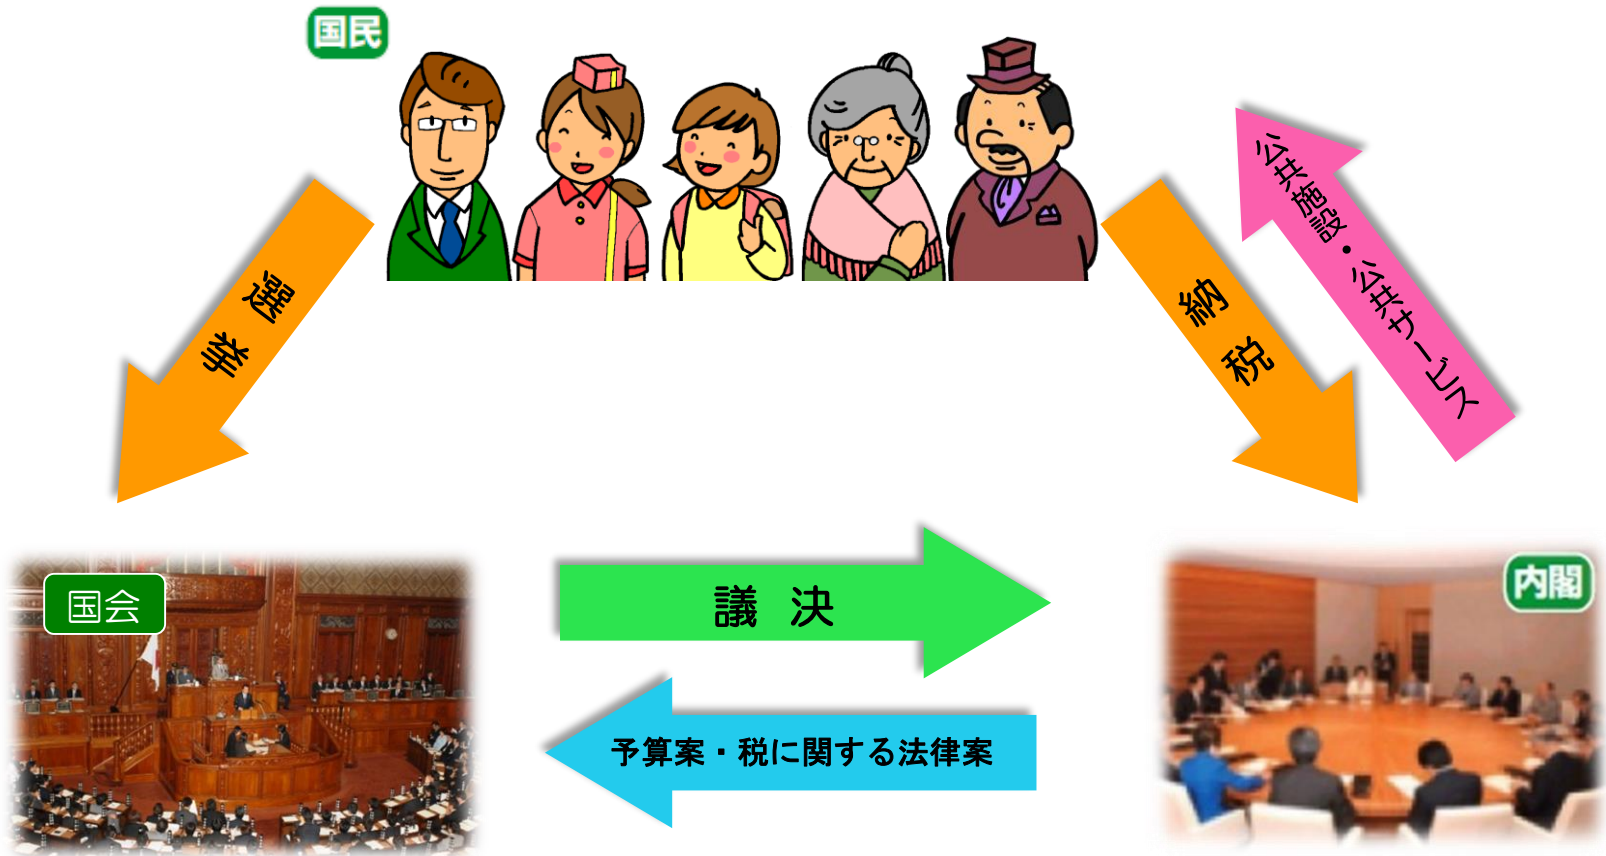 国民
選挙
納税
公共施設・公共サービス
国会
議決
内閣
予算案・税に関する法律案